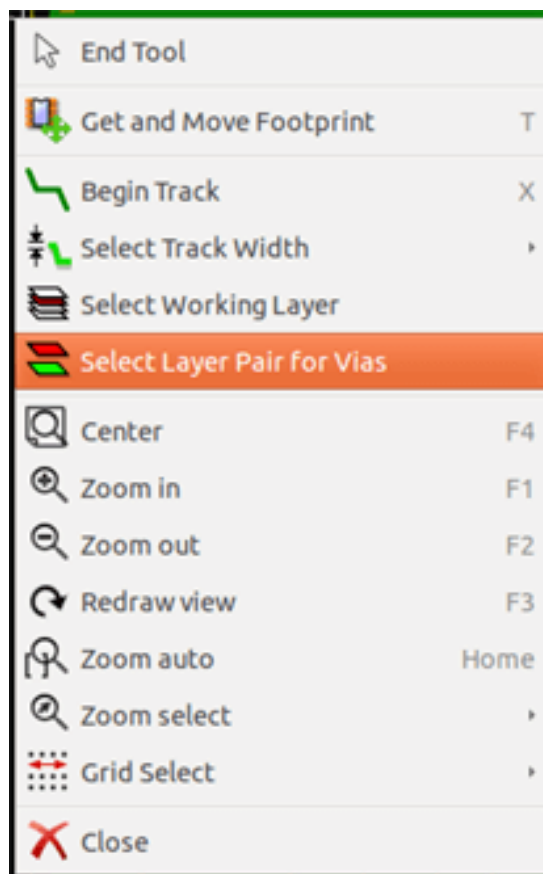 End Tool
Get and Move Footprint T
Begin Track X
Select Track Width
Select Working Layer
Select Layer Pair for Vias
Center F4
Zoom in F1
Zoom out F2
Redraw view F3
Zoom auto Home
Zoom select
Grid Select
Close